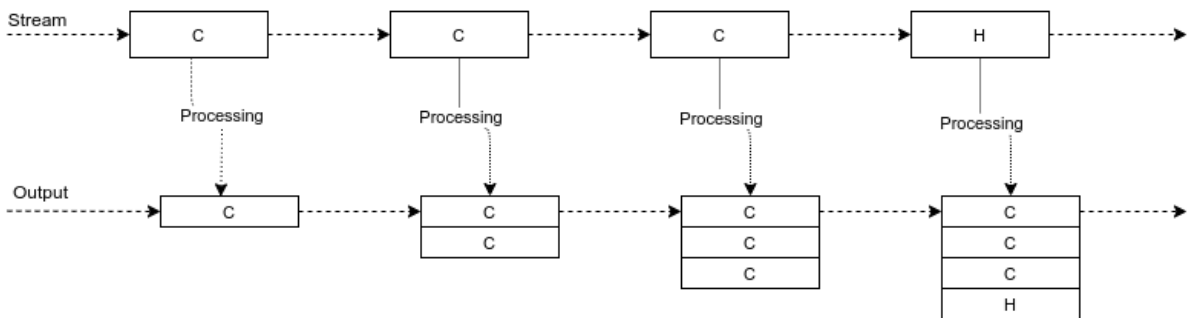 Stream
C C C H
Processing Processing Processing Processing
Output
C C C C
C C C
C C
H